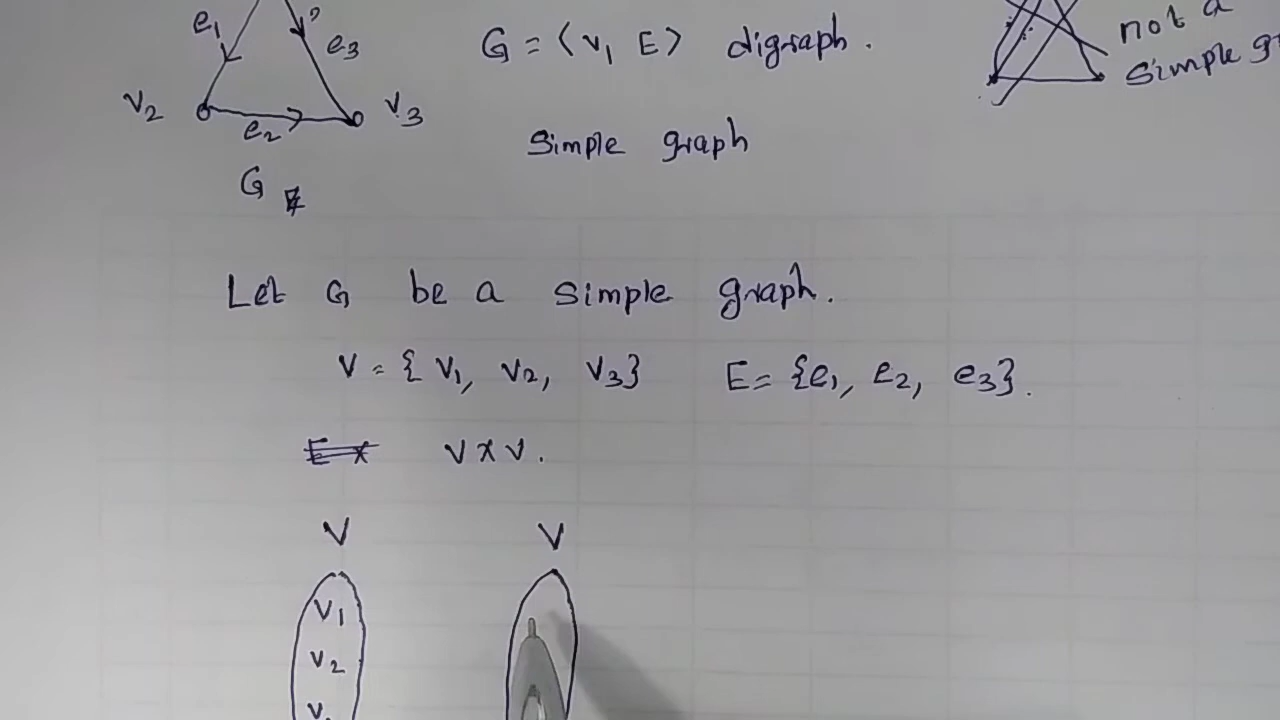 e₁
e₃
G = ⟨V, E⟩ digraph.
not a
simple
V₂
e₂
V₃
simple graph
G
Let G be a simple graph.
V = { V₁, V₂, V₃} E = {e₁, e₂, e₃}.
V x V.
V V
V₁
V₂